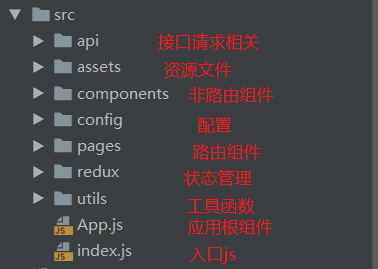 src
api 接口请求相关
assets 资源文件
components 非路由组件
config 配置
pages 路由组件
redux 状态管理
utils 工具函数
JS App.js 应用根组件
JS index.js 入口js